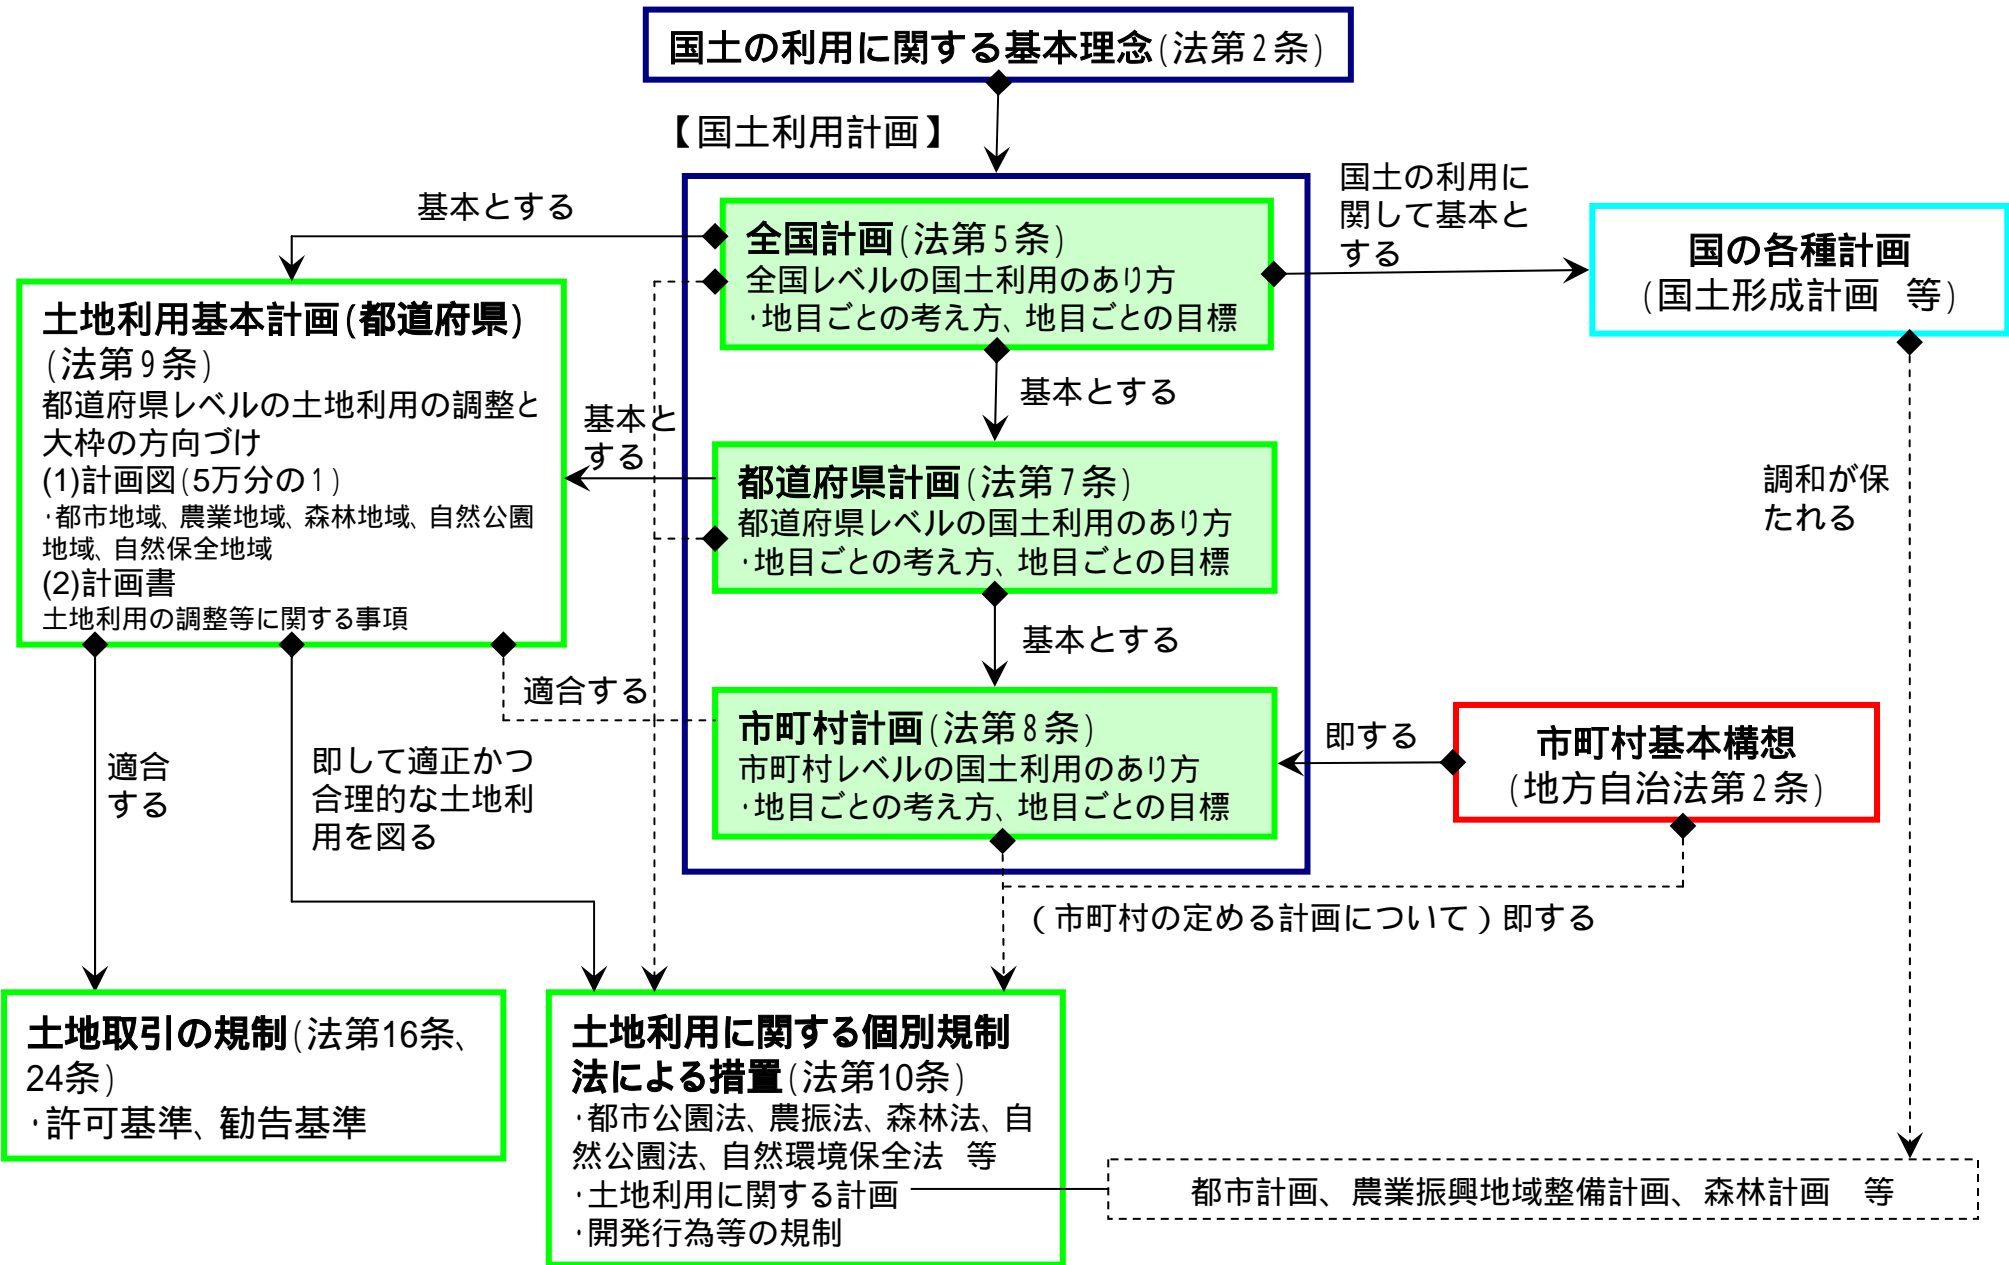 国土の利用に関する基本理念(法第2条)
【国土利用計画】
基本とする
国土の利用に
関して基本と
する
全国計画(法第5条)
全国レベルの国土利用のあり方
・地目ごとの考え方、地目ごとの目標
国の各種計画
(国土形成計画　等)
土地利用基本計画(都道府県)
(法第9条)
都道府県レベルの土地利用の調整と
大枠の方向づけ
(1)計画図(5万分の1)
・都市地域、農業地域、森林地域、自然公園
地域、自然保全地域
(2)計画書
土地利用の調整等に関する事項
基本とする
基本と
する
都道府県計画(法第7条)
都道府県レベルの国土利用のあり方
・地目ごとの考え方、地目ごとの目標
調和が保
たれる
基本とする
適合する
市町村計画(法第8条)
市町村レベルの国土利用のあり方
・地目ごとの考え方、地目ごとの目標
即する
市町村基本構想
(地方自治法第2条)
適合
する
即して適正かつ
合理的な土地利
用を図る
(市町村の定める計画について)即する
土地取引の規制(法第16条、
24条)
・許可基準、勧告基準
土地利用に関する個別規制
法による措置(法第10条)
・都市公園法、農振法、森林法、自
然公園法、自然環境保全法　等
・土地利用に関する計画
・開発行為等の規制
都市計画、農業振興地域整備計画、森林計画　等